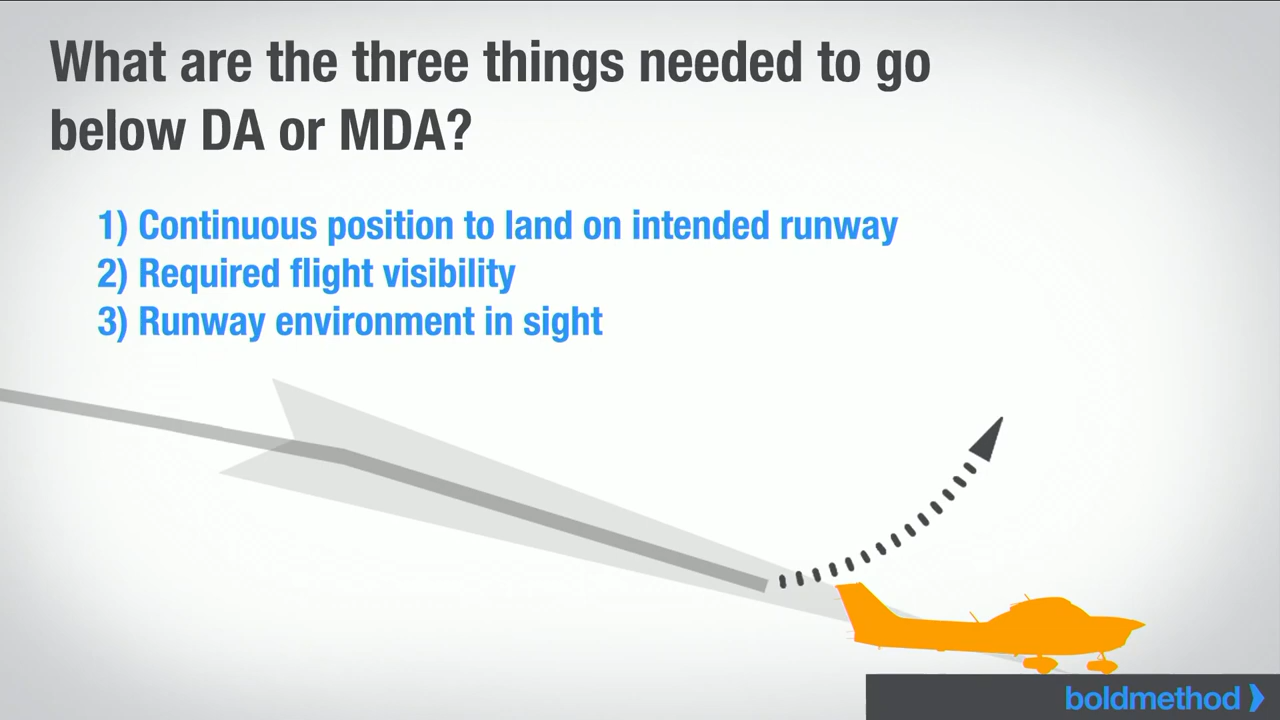 What are the three things needed to go
below DA or MDA?
1) Continuous position to land on intended runway
2) Required flight visibility
3) Runway environment in sight
boldmethod